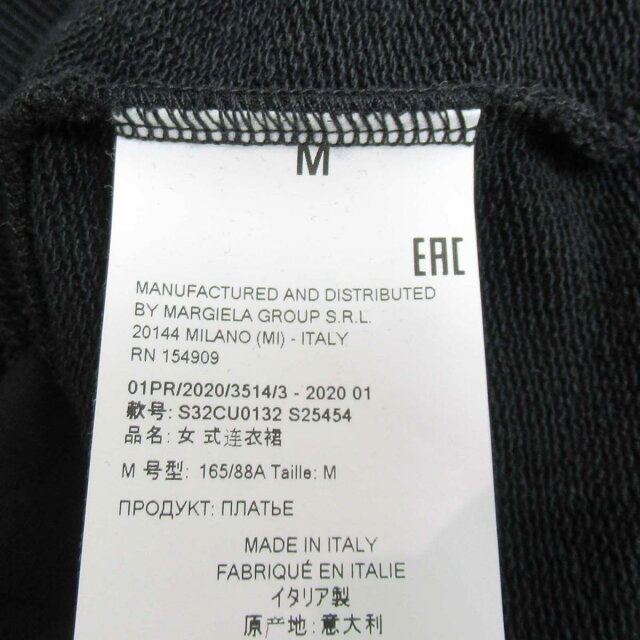 M
EAC
MANUFACTURED AND DISTRIBUTED
BY MARGIELA GROUP S.R.L.
20144 MILANO (MI) - ITALY
RN 154909
01PR/2020/3514/3 - 2020 01
款号: S32CU0132 S25454
品名: 女 式连衣裙
M 号型: 165/88A Taille: M
ПРОДУКТ: ПЛАТЬЕ
MADE IN ITALY
FABRIQUÉ EN ITALIE
イタリア製
原产地: 意大利